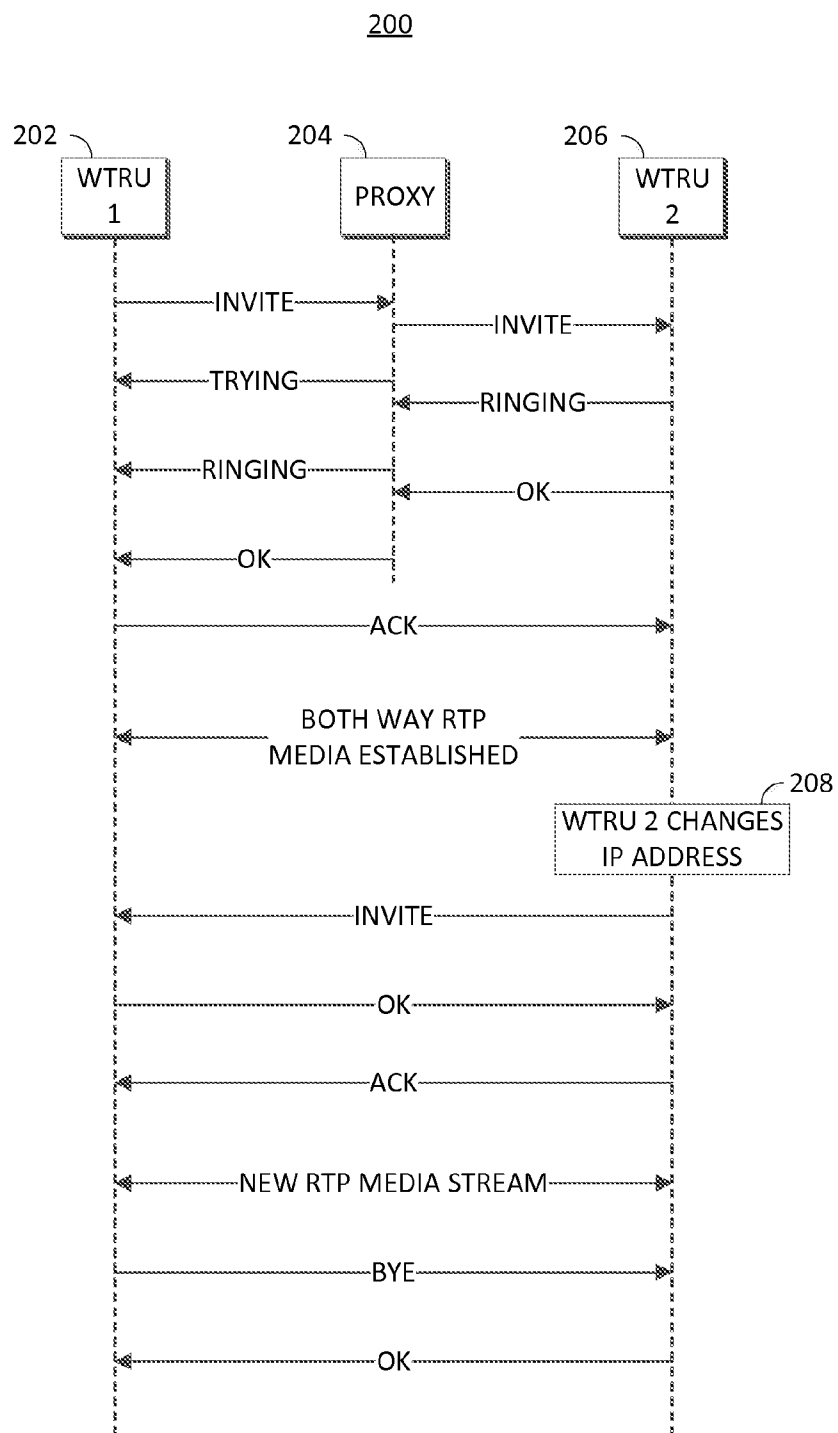 200
202
204
206
WTRU
1
PROXY
WTRU
2
INVITE
INVITE
TRYING
RINGING
RINGING
OK
OK
ACK
BOTH WAY RTP
MEDIA ESTABLISHED
208
WTRU 2 CHANGES
IP ADDRESS
INVITE
OK
ACK
NEW RTP MEDIA STREAM
BYE
OK